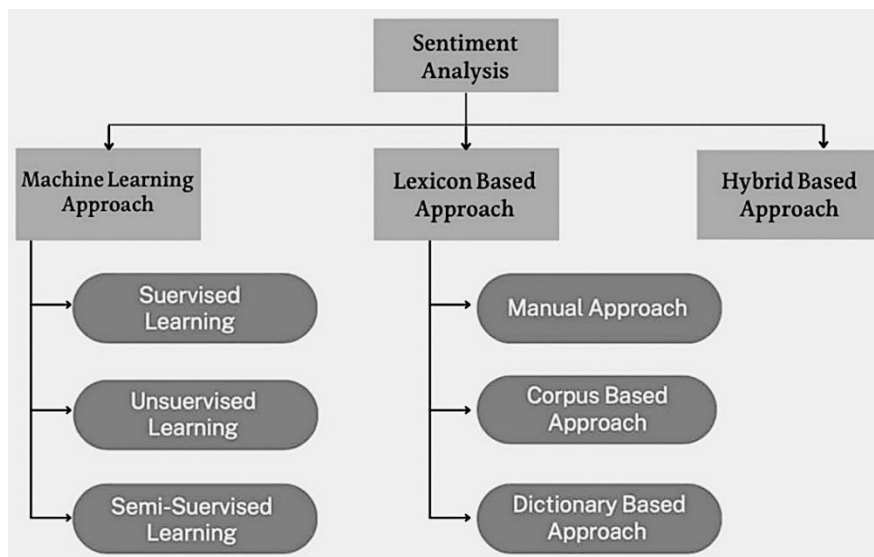 Sentiment
Analysis
Machine Learning
Approach
Lexicon Based
Approach
Hybrid Based
Approach
Suervised
Learning
Unsuervised
Learning
Semi-Suervised
Learning
Manual Approach
Corpus Based
Approach
Dictionary Based
Approach